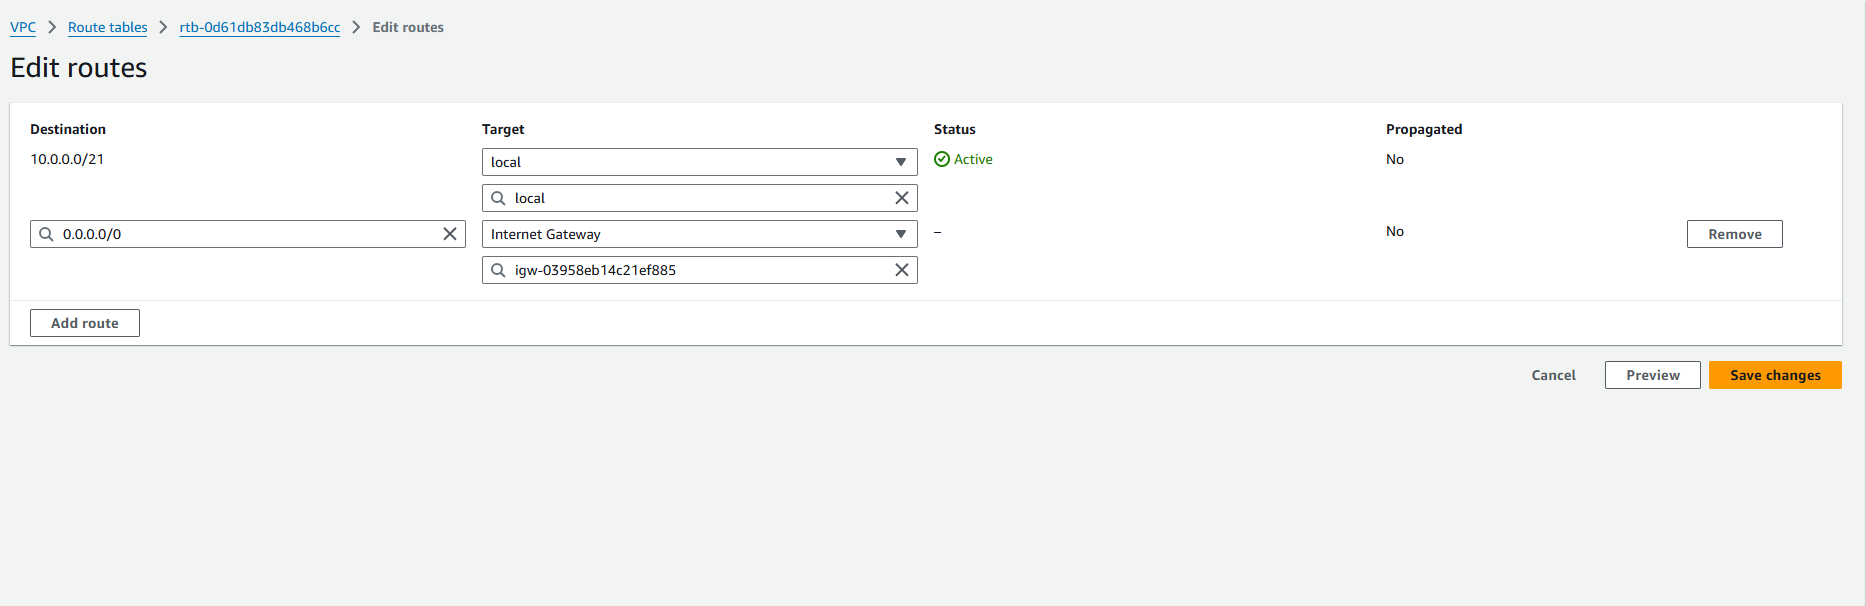 VPC > Route tables > rtb-0d61db83db468b6cc > Edit routes
Edit routes
Destination Target Status Propagated
10.0.0.0/21 local Active No
local
0.0.0.0/0 Internet Gateway – No Remove
igw-03958eb14c21ef885
Add route
Cancel Preview Save changes